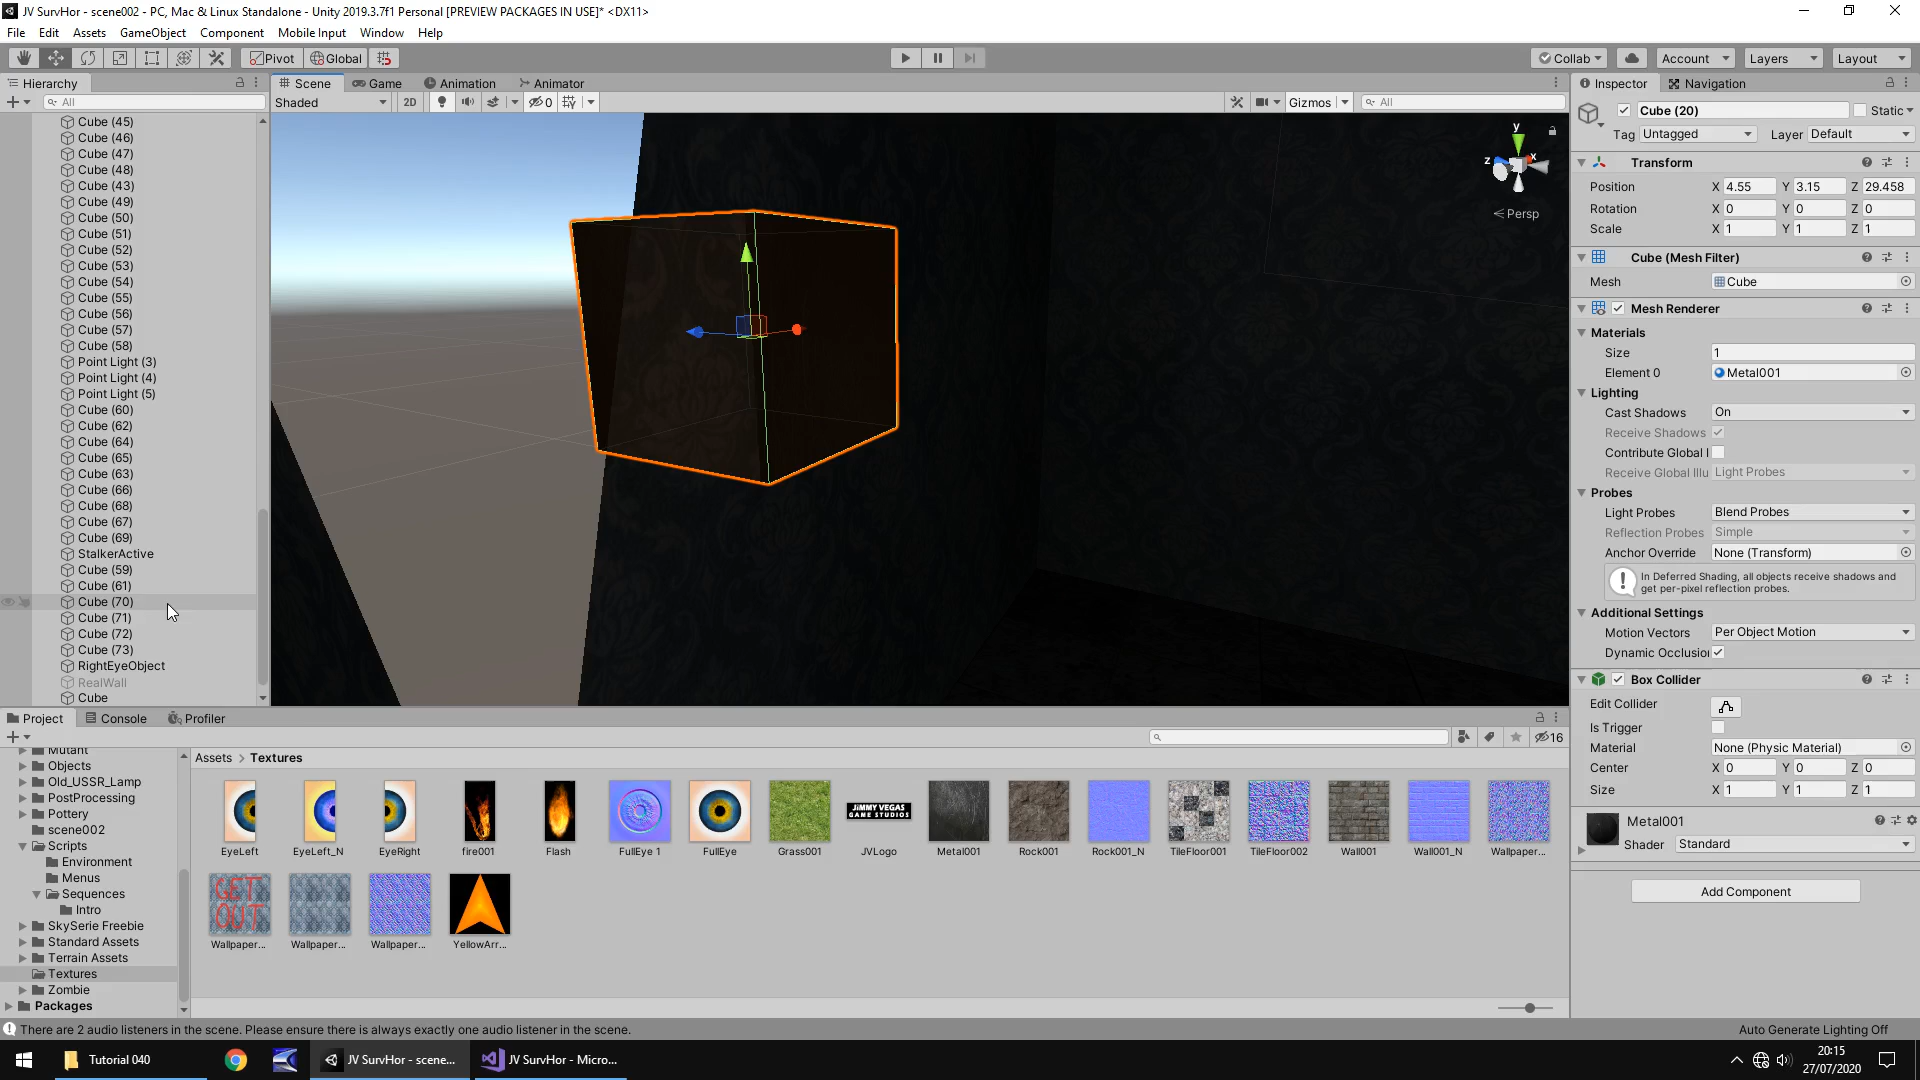 JV SurvHor - scene002 - PC, Mac & Linux Standalone - Unity 2019.3.7f1 Personal [PREVIEW PACKAGES IN USE]* <DX11>
File Edit Assets GameObject Component Mobile Input Window Help
Pivot Global Collab Account Layers Layout
Hierarchy Scene Game Animation Animator Inspector Navigation
All Shaded 2D 0 Gizmos All
Cube (45)
Cube (46)
Cube (47)
Cube (48)
Cube (43)
Cube (49)
Cube (50)
Cube (51)
Cube (52)
Cube (53)
Cube (54)
Cube (55)
Cube (56)
Cube (57)
Cube (58)
Point Light (3)
Point Light (4)
Point Light (5)
Cube (60)
Cube (62)
Cube (64)
Cube (65)
Cube (63)
Cube (66)
Cube (68)
Cube (67)
Cube (69)
StalkerActive
Cube (59)
Cube (61)
Cube (70)
Cube (71)
Cube (72)
Cube (73)
RightEyeObject
RealWall
Cube
y
z x
Persp
Cube (20) Static
Tag Untagged Layer Default
Transform
Position X 4.55 Y 3.15 Z 29.458
Rotation X 0 Y 0 Z 0
Scale X 1 Y 1 Z 1
Cube (Mesh Filter)
Mesh Cube
Mesh Renderer
Materials
Size 1
Element 0 Metal001
Lighting
Cast Shadows On
Receive Shadows
Contribute Global I
Receive Global Illu Light Probes
Probes
Light Probes Blend Probes
Reflection Probes Simple
Anchor Override None (Transform)
In Deferred Shading, all objects receive shadows and
get per-pixel reflection probes.
Additional Settings
Motion Vectors Per Object Motion
Dynamic Occlusion
Box Collider
Edit Collider
Is Trigger
Material None (Physic Material)
Center X 0 Y 0 Z 0
Size X 1 Y 1 Z 1
Metal001
Shader Standard
Add Component
Project Console Profiler
16
Mutant
Objects
Old_USSR_Lamp
PostProcessing
Pottery
scene002
Scripts
Environment
Menus
Sequences
Intro
SkySerie Freebie
Standard Assets
Terrain Assets
Textures
Zombie
Packages
Assets > Textures
JIMMY VEGAS
GAME STUDIOS
EyeLeft EyeLeft_N EyeRight fire001 Flash FullEye 1 FullEye Grass001 JVLogo Metal001 Rock001 Rock001_N TileFloor001 TileFloor002 Wall001 Wall001_N Wallpaper...
GET
OUT
Wallpaper... Wallpaper... Wallpaper... YellowArr...
There are 2 audio listeners in the scene. Please ensure there is always exactly one audio listener in the scene.
Auto Generate Lighting Off
Tutorial 040 JV SurvHor - scene... JV SurvHor - Micro...
20:15
27/07/2020